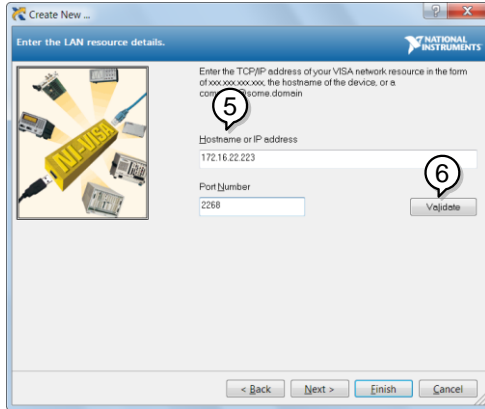 Create New ...
Enter the LAN resource details.
NATIONAL
INSTRUMENTS
Enter the TCP/IP address of your VISA network resource in the form
of xxx.xxx.xxx.xxx, the hostname of the device, or a
some.domain
5
Hostname or IP address
172.16.22.223
6
Port Number
2268
Validate
NI-VISA
< Back
Next >
Finish
Cancel